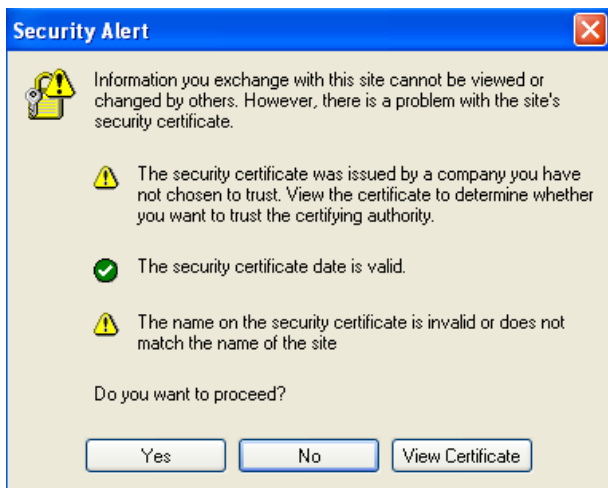 Security Alert
Information you exchange with this site cannot be viewed or
changed by others. However, there is a problem with the site's
security certificate.
The security certificate was issued by a company you have
not chosen to trust. View the certificate to determine whether
you want to trust the certifying authority.
The security certificate date is valid.
The name on the security certificate is invalid or does not
match the name of the site
Do you want to proceed?
Yes
No
View Certificate